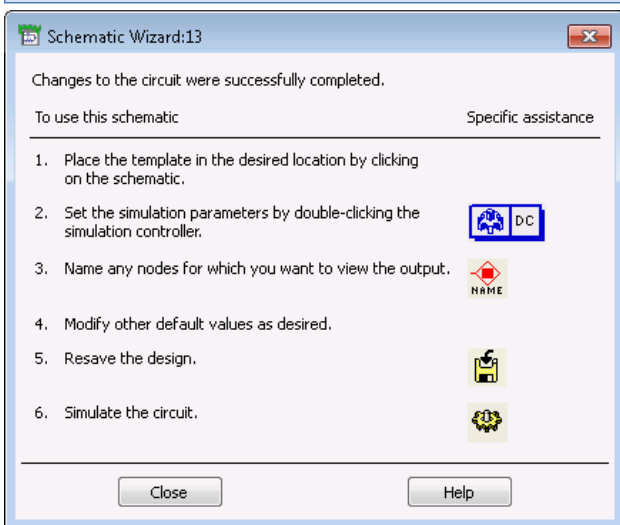 Schematic Wizard:13
Changes to the circuit were successfully completed.
To use this schematic Specific assistance
1. Place the template in the desired location by clicking
on the schematic.
2. Set the simulation parameters by double-clicking the
simulation controller.
DC
3. Name any nodes for which you want to view the output.
NAME
4. Modify other default values as desired.
5. Resave the design.
6. Simulate the circuit.
Close Help